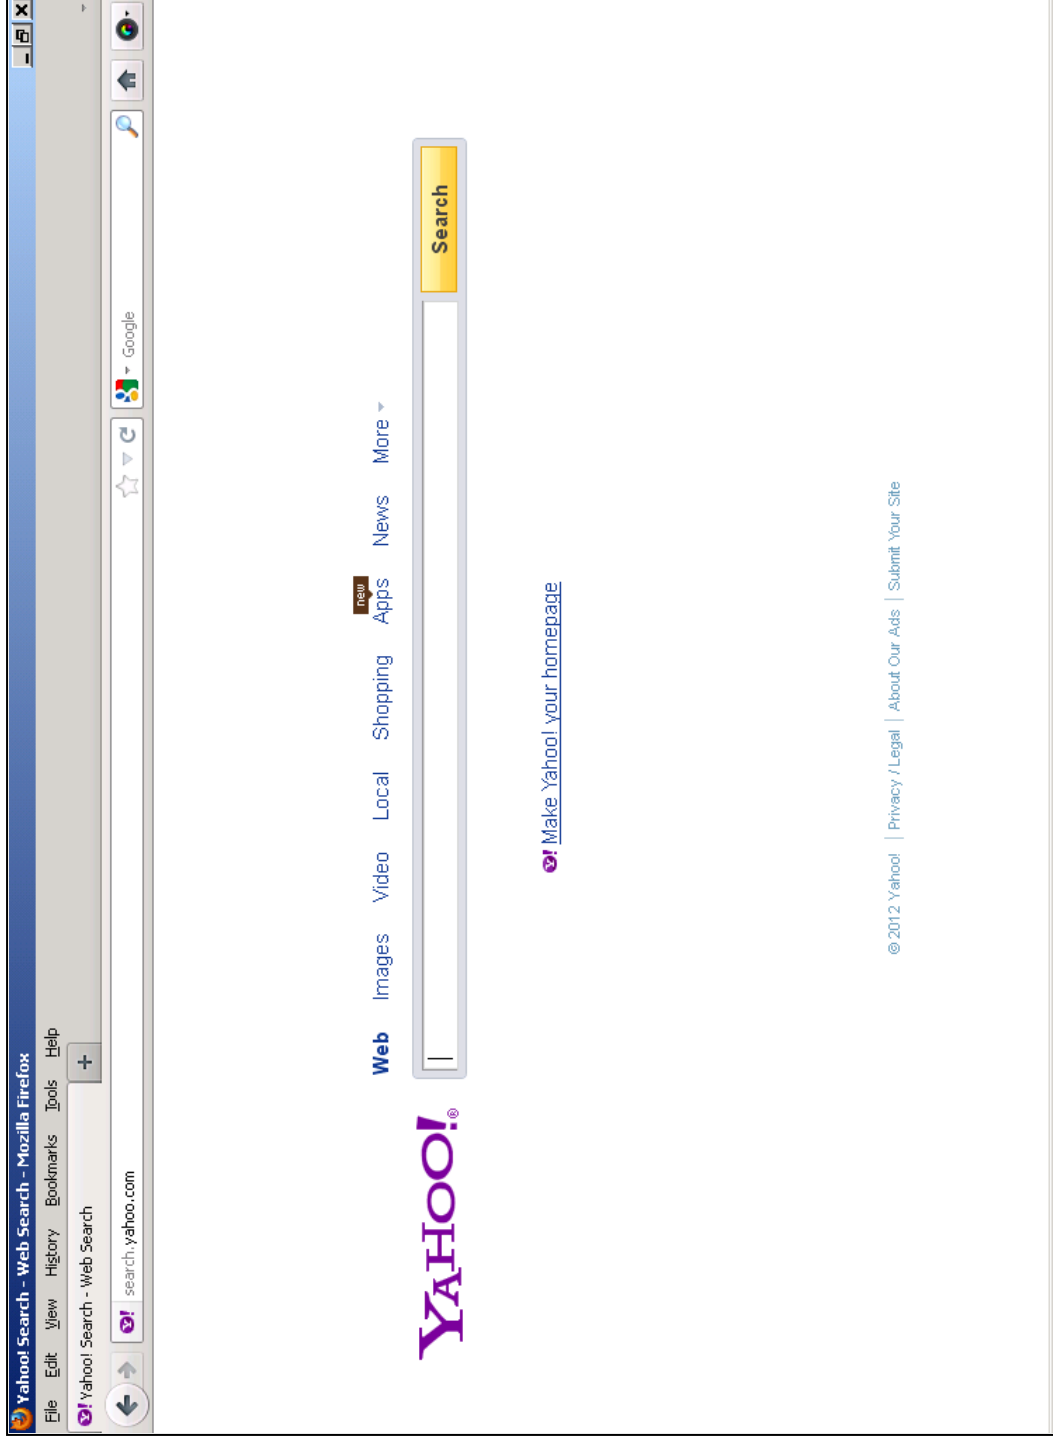 Yahoo! Search - Web Search - Mozilla Firefox
File Edit View History Bookmarks Tools Help
Yahoo! Search - Web Search
search.yahoo.com Google
new
Web Images Video Local Shopping Apps News More
YAHOO!® Search
Y! Make Yahoo! your homepage
© 2012 Yahoo! | Privacy / Legal | About Our Ads | Submit Your Site